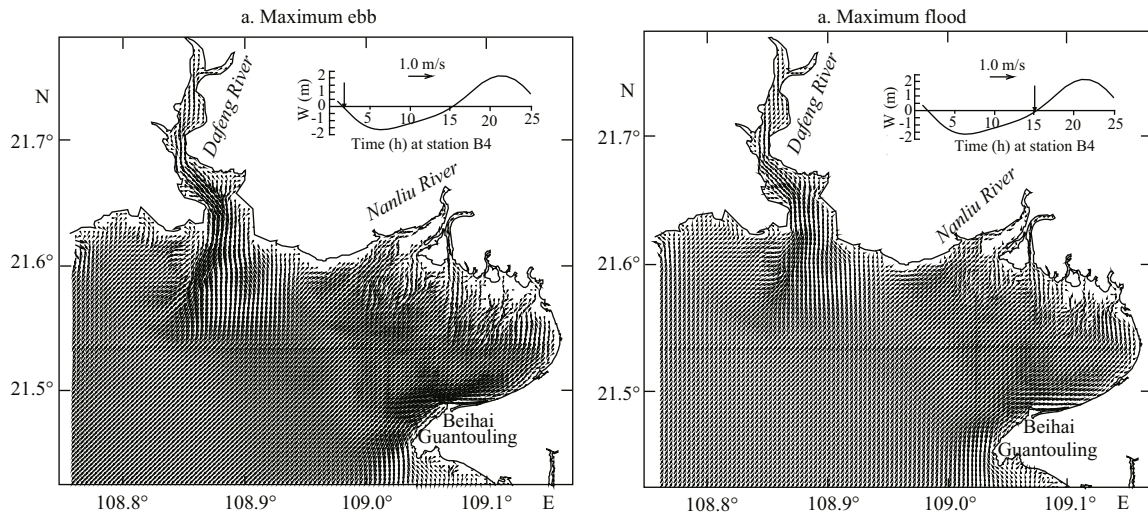 a. Maximum ebb
N
21.7°
21.6°
21.5°
Dafeng River
1.0 m/s
W (m)
2
1
0
-1
-2
5 10 15 20 25
Time (h) at station B4
Nanliu River
Beihai
Guantouling
108.8° 108.9° 109.0° 109.1° E
a. Maximum flood
N
21.7°
21.6°
21.5°
Dafeng River
1.0 m/s
W (m)
2
1
0
-1
-2
5 10 15 20 25
Time (h) at station B4
Nanliu River
Beihai
Guantouling
108.8° 108.9° 109.0° 109.1° E